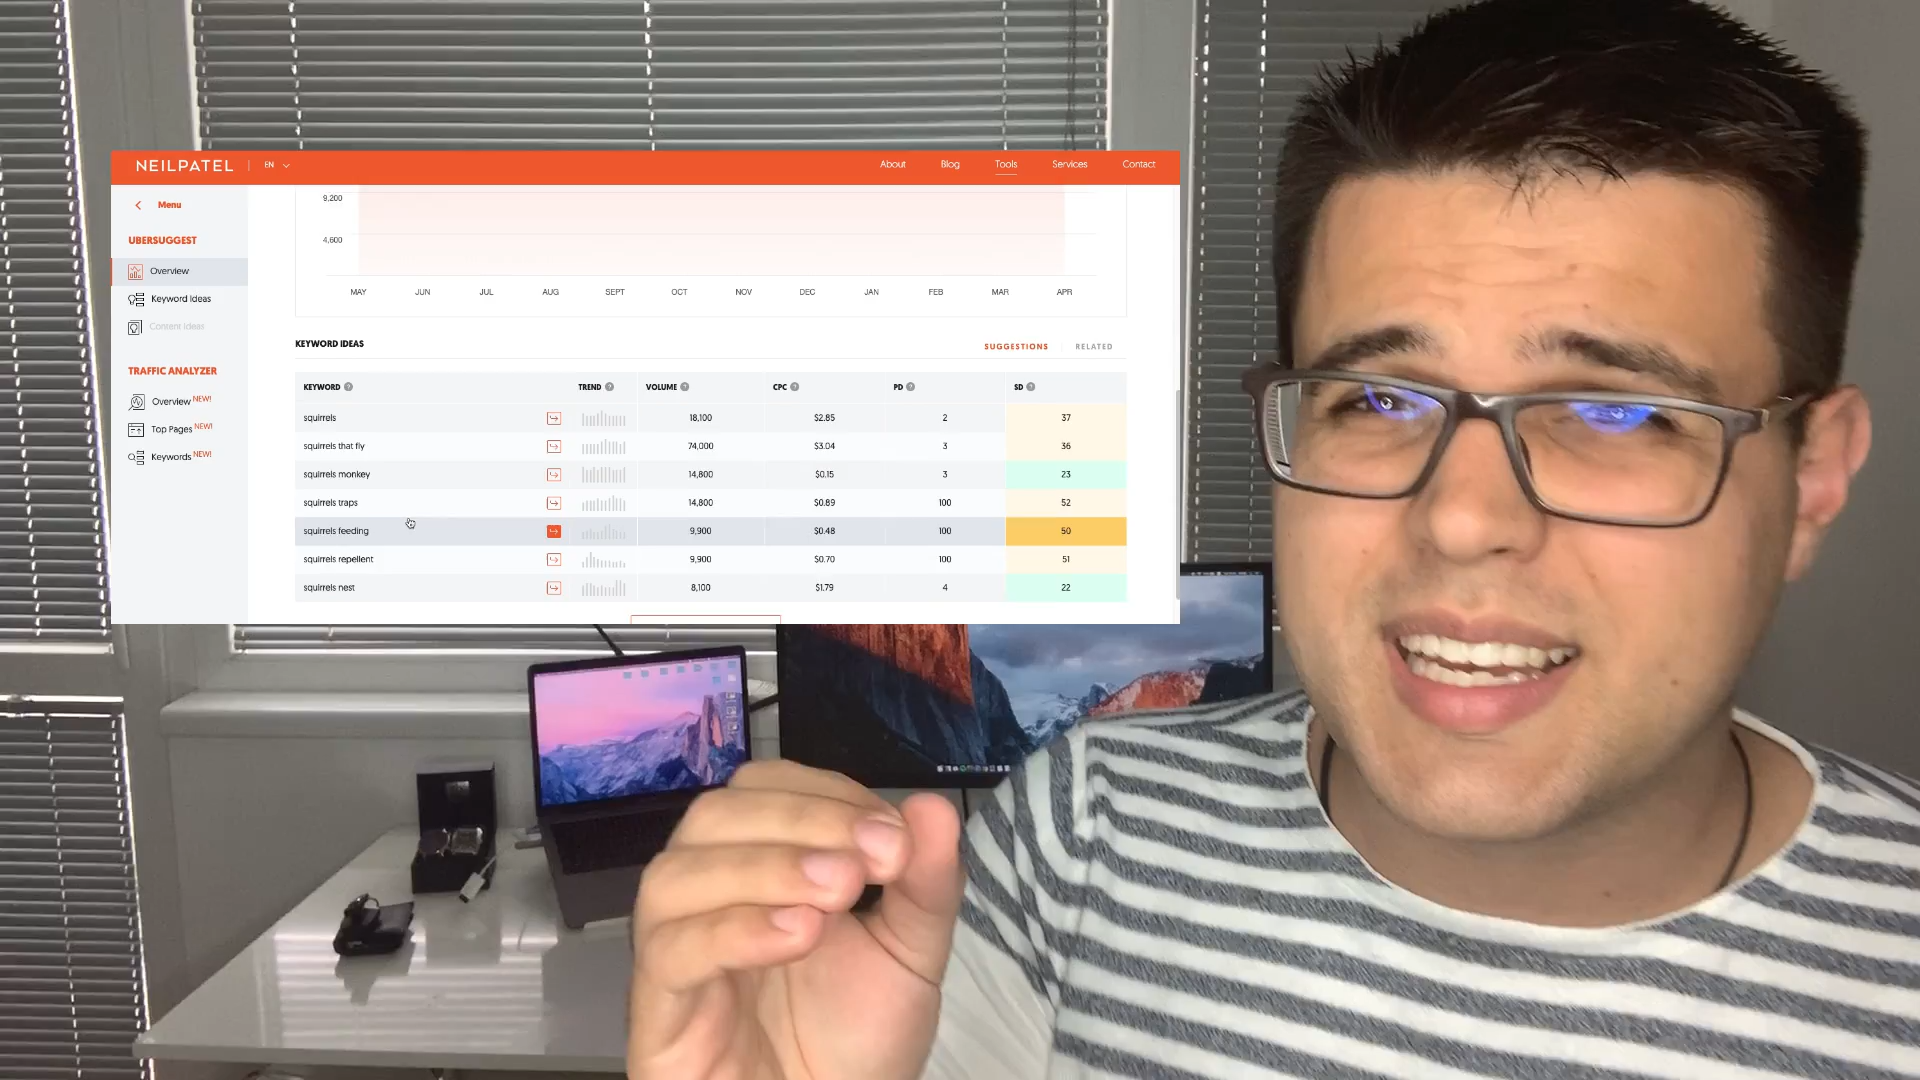 NEILPATEL EN About Blog Tools Services Contact
Menu
UBERSUGGEST
Overview
Keyword Ideas
Content Ideas
TRAFFIC ANALYZER
Overview NEW!
Top Pages NEW!
Keywords NEW!
9,200
4,600
MAY JUN JUL AUG SEPT OCT NOV DEC JAN FEB MAR APR
KEYWORD IDEAS SUGGESTIONS RELATED
KEYWORD ? TREND ? VOLUME ? CPC ? PD ? SD ?
squirrels 18,100 $2.85 2 37
squirrels that fly 74,000 $3.04 3 36
squirrels monkey 14,800 $0.15 3 23
squirrels traps 14,800 $0.89 100 52
squirrels feeding 9,900 $0.48 100 50
squirrels repellent 9,900 $0.70 100 51
squirrels nest 8,100 $1.79 4 22